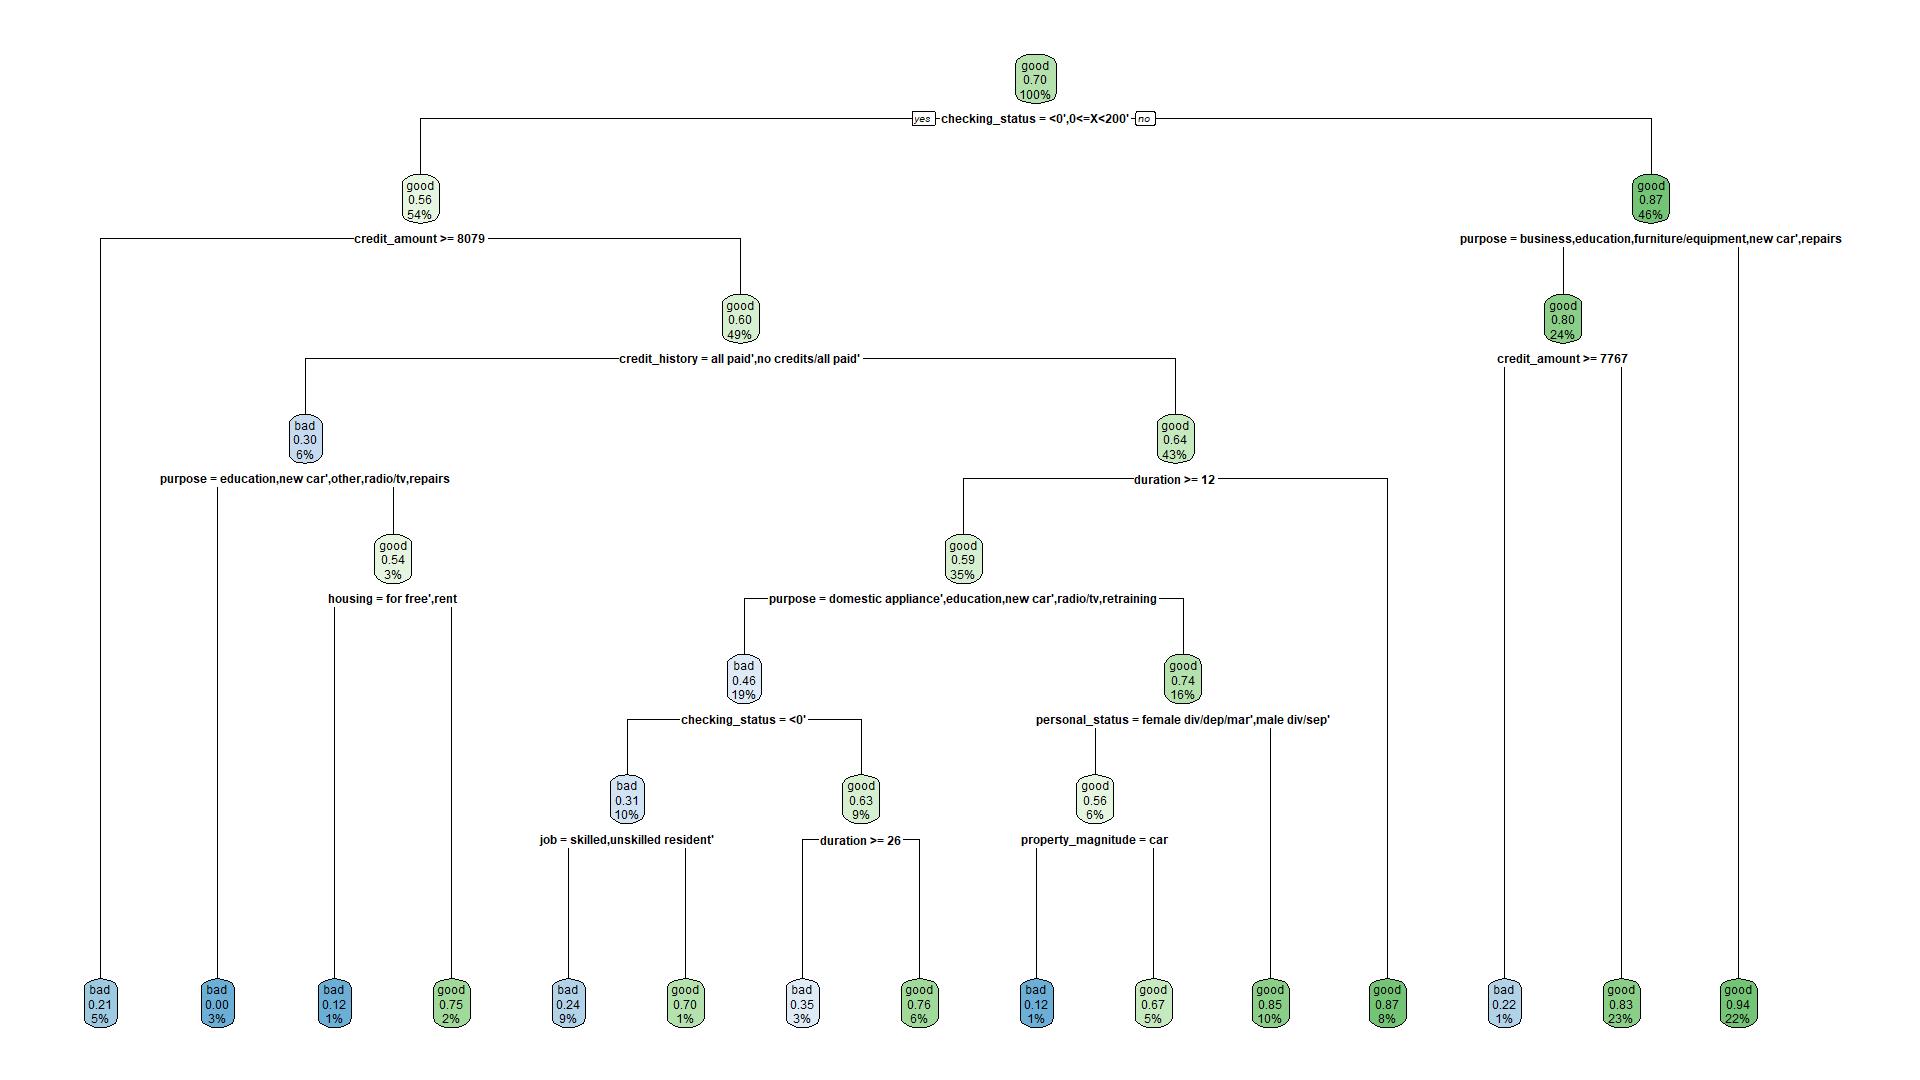 good
0.70
100%
yes checking_status = <0',0<=X<200' no
good
0.56
54%
good
0.87
46%
credit_amount >= 8079
purpose = business,education,furniture/equipment,new car',repairs
good
0.60
49%
good
0.80
24%
credit_history = all paid',no credits/all paid'
credit_amount >= 7767
bad
0.30
6%
good
0.64
43%
purpose = education,new car',other,radio/tv,repairs
duration >= 12
good
0.54
3%
good
0.59
35%
housing = for free',rent
purpose = domestic appliance',education,new car',radio/tv,retraining
bad
0.46
19%
good
0.74
16%
checking_status = <0'
personal_status = female div/dep/mar',male div/sep'
bad
0.31
10%
good
0.63
9%
good
0.56
6%
job = skilled,unskilled resident'
duration >= 26
property_magnitude = car
bad
0.21
5%
bad
0.00
3%
bad
0.12
1%
good
0.75
2%
bad
0.24
9%
good
0.70
1%
bad
0.35
3%
good
0.76
6%
bad
0.12
1%
good
0.67
5%
good
0.85
10%
good
0.87
8%
bad
0.22
1%
good
0.83
23%
good
0.94
22%